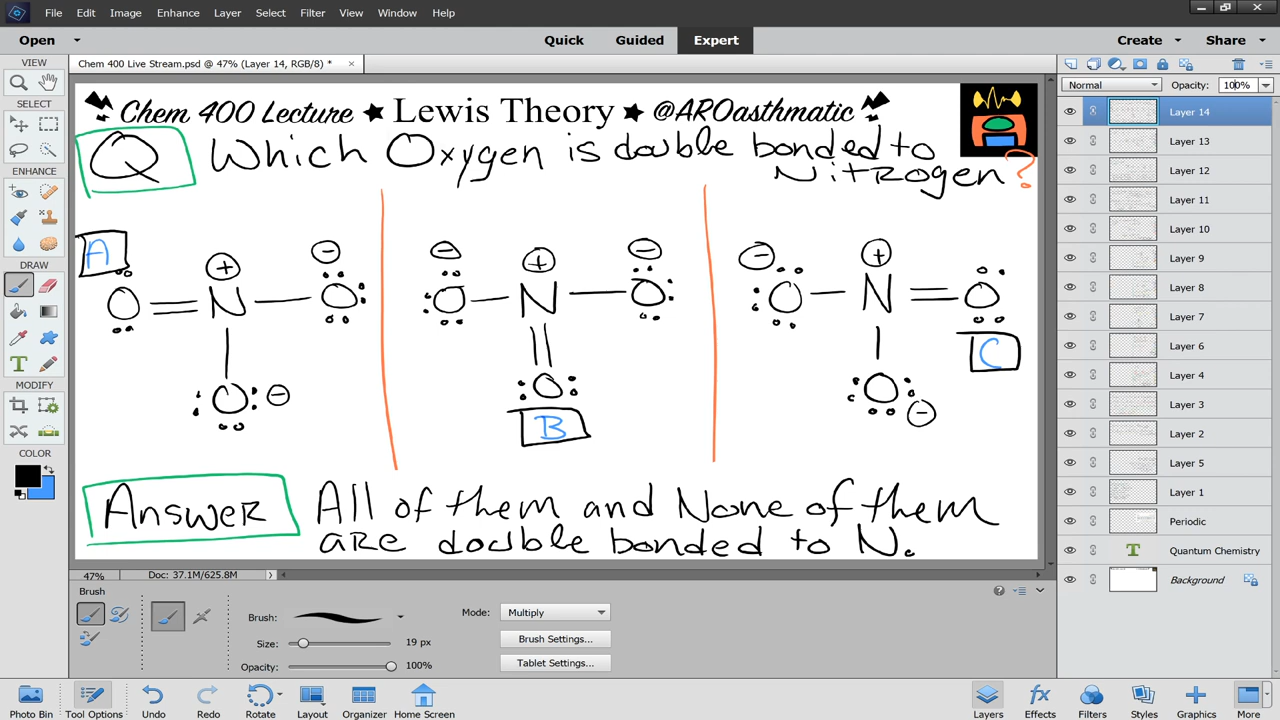 File Edit Image Enhance Layer Select Filter View Window Help
Open Quick Guided Expert Create Share
Chem 400 Live Stream.psd @ 47% (Layer 14, RGB/8) * ×
VIEW
SELECT
ENHANCE
DRAW
MODIFY
COLOR
Chem 400 Lecture ★ Lewis Theory ★ @AROasthmatic
Q Which Oxygen is double bonded to
Nitrogen?
A
O = N - O
O
O - N - O
O
B
O - N = O
O
C
Answer All of them and None of them
are double bonded to N.
Normal Opacity: 100%
Layer 14
Layer 13
Layer 12
Layer 11
Layer 10
Layer 9
Layer 8
Layer 7
Layer 6
Layer 4
Layer 3
Layer 2
Layer 5
Layer 1
Periodic
T Quantum Chemistry
Background
47% Doc: 37.1M/625.8M
Brush
Brush: Mode: Multiply
Size: 19 px Brush Settings...
Opacity: 100% Tablet Settings...
Photo Bin Tool Options Undo Redo Rotate Layout Organizer Home Screen Layers Effects Filters Styles Graphics More